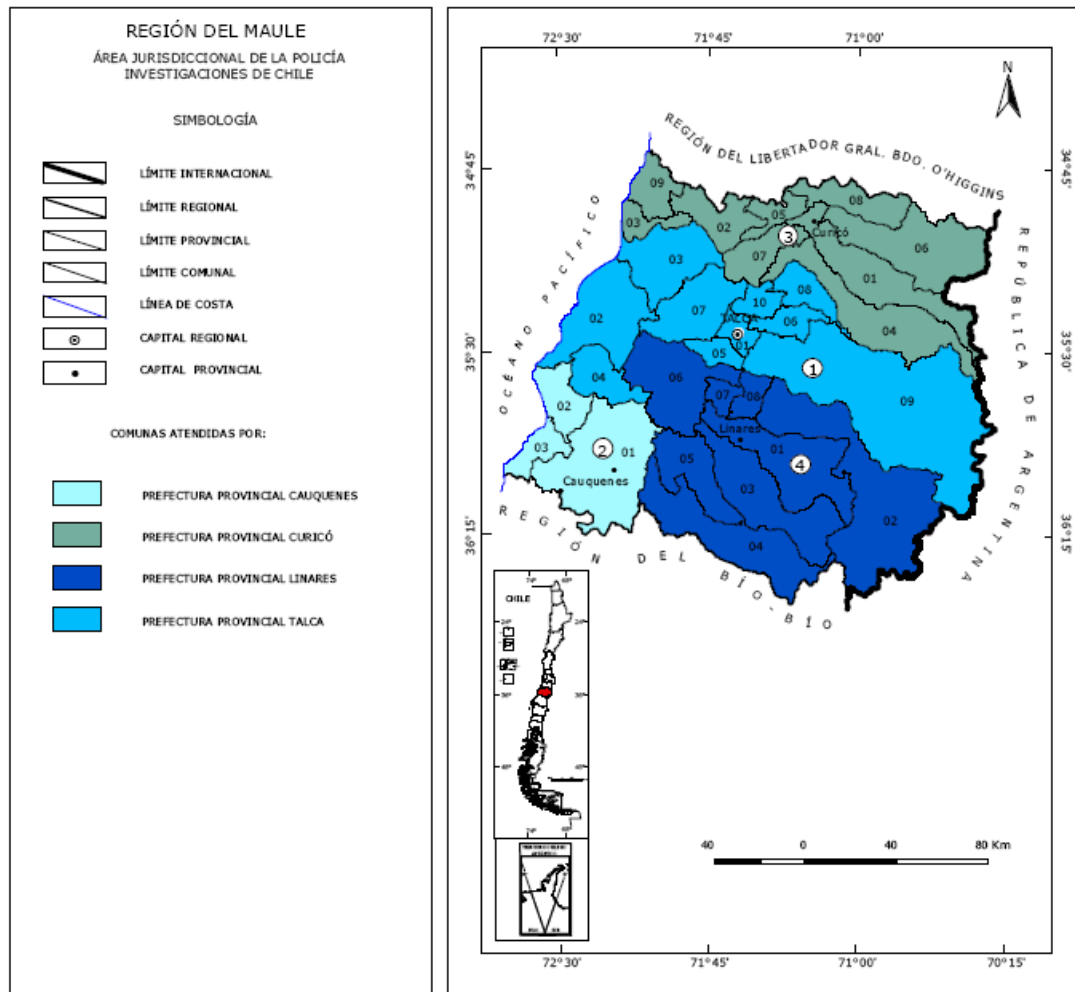 REGIÓN DEL MAULE
ÁREA JURISDICCIONAL DE LA POLICÍA
INVESTIGACIONES DE CHILE
SIMBOLOGÍA
LÍMITE INTERNACIONAL
LÍMITE REGIONAL
LÍMITE PROVINCIAL
LÍMITE COMUNAL
LÍNEA DE COSTA
CAPITAL REGIONAL
CAPITAL PROVINCIAL
COMUNAS ATENDIDAS POR:
PREFECTURA PROVINCIAL CAUQUENES
PREFECTURA PROVINCIAL CURICÓ
PREFECTURA PROVINCIAL LINARES
PREFECTURA PROVINCIAL TALCA
72°30' 71°45' 71°00'
N
REGIÓN DEL LIBERTADOR GRAL. BDO. O'HIGGINS
34°45' 34°45'
OCÉANO PACÍFICO
REPÚBLICA DE ARGENTINA
09 08
03 02 05 Curicó
3 06
07
03 01
08
10
02 07 06 04
TALCA
01
35°30' 05 35°30'
1
04 06 09
07 08
02
Linares
03 2 01 05 01 4
Cauquenes 03
02
04
36°15' 36°15'
REGIÓN DEL BÍO-BÍO
CHILE
40 0 40 80 Km
72°30' 71°45' 71°00' 70°15'